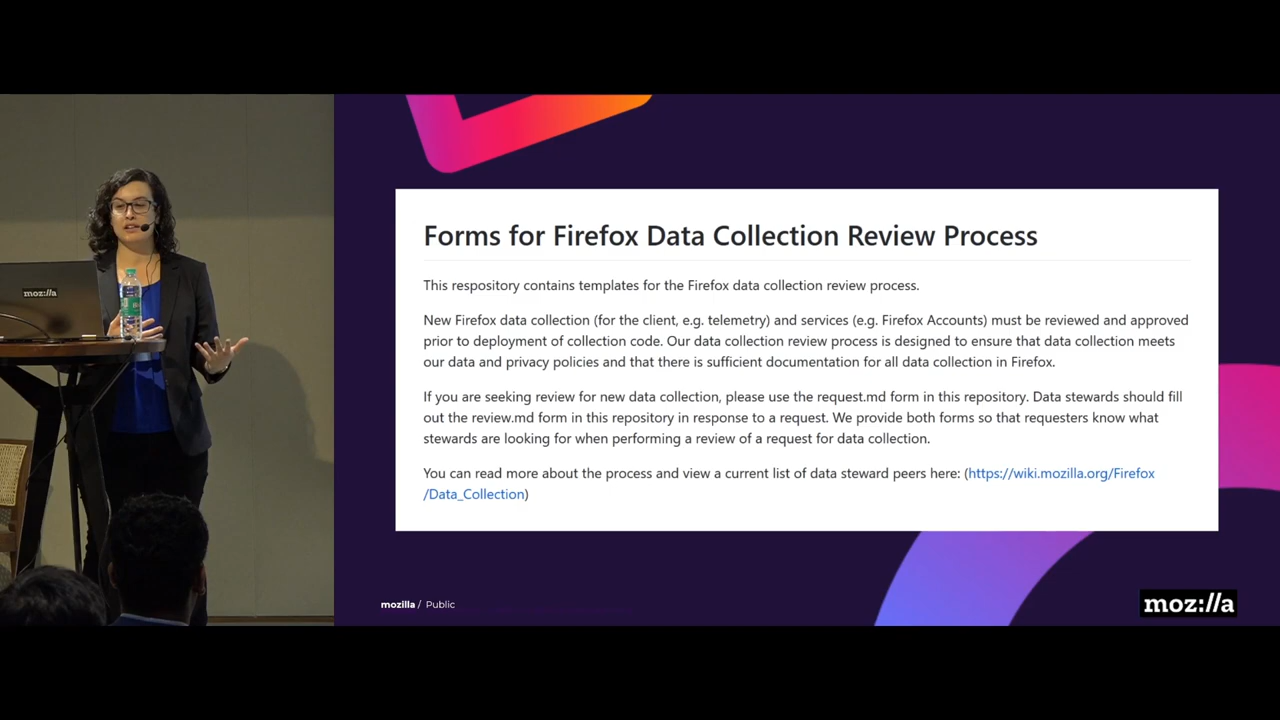 moz://a
Forms for Firefox Data Collection Review Process
This respository contains templates for the Firefox data collection review process.
New Firefox data collection (for the client, e.g. telemetry) and services (e.g. Firefox Accounts) must be reviewed and approved
prior to deployment of collection code. Our data collection review process is designed to ensure that data collection meets
our data and privacy policies and that there is sufficient documentation for all data collection in Firefox.
If you are seeking review for new data collection, please use the request.md form in this repository. Data stewards should fill
out the review.md form in this repository in response to a request. We provide both forms so that requesters know what
stewards are looking for when performing a review of a request for data collection.
You can read more about the process and view a current list of data steward peers here: (https://wiki.mozilla.org/Firefox
/Data_Collection)
mozilla / Public
moz://a